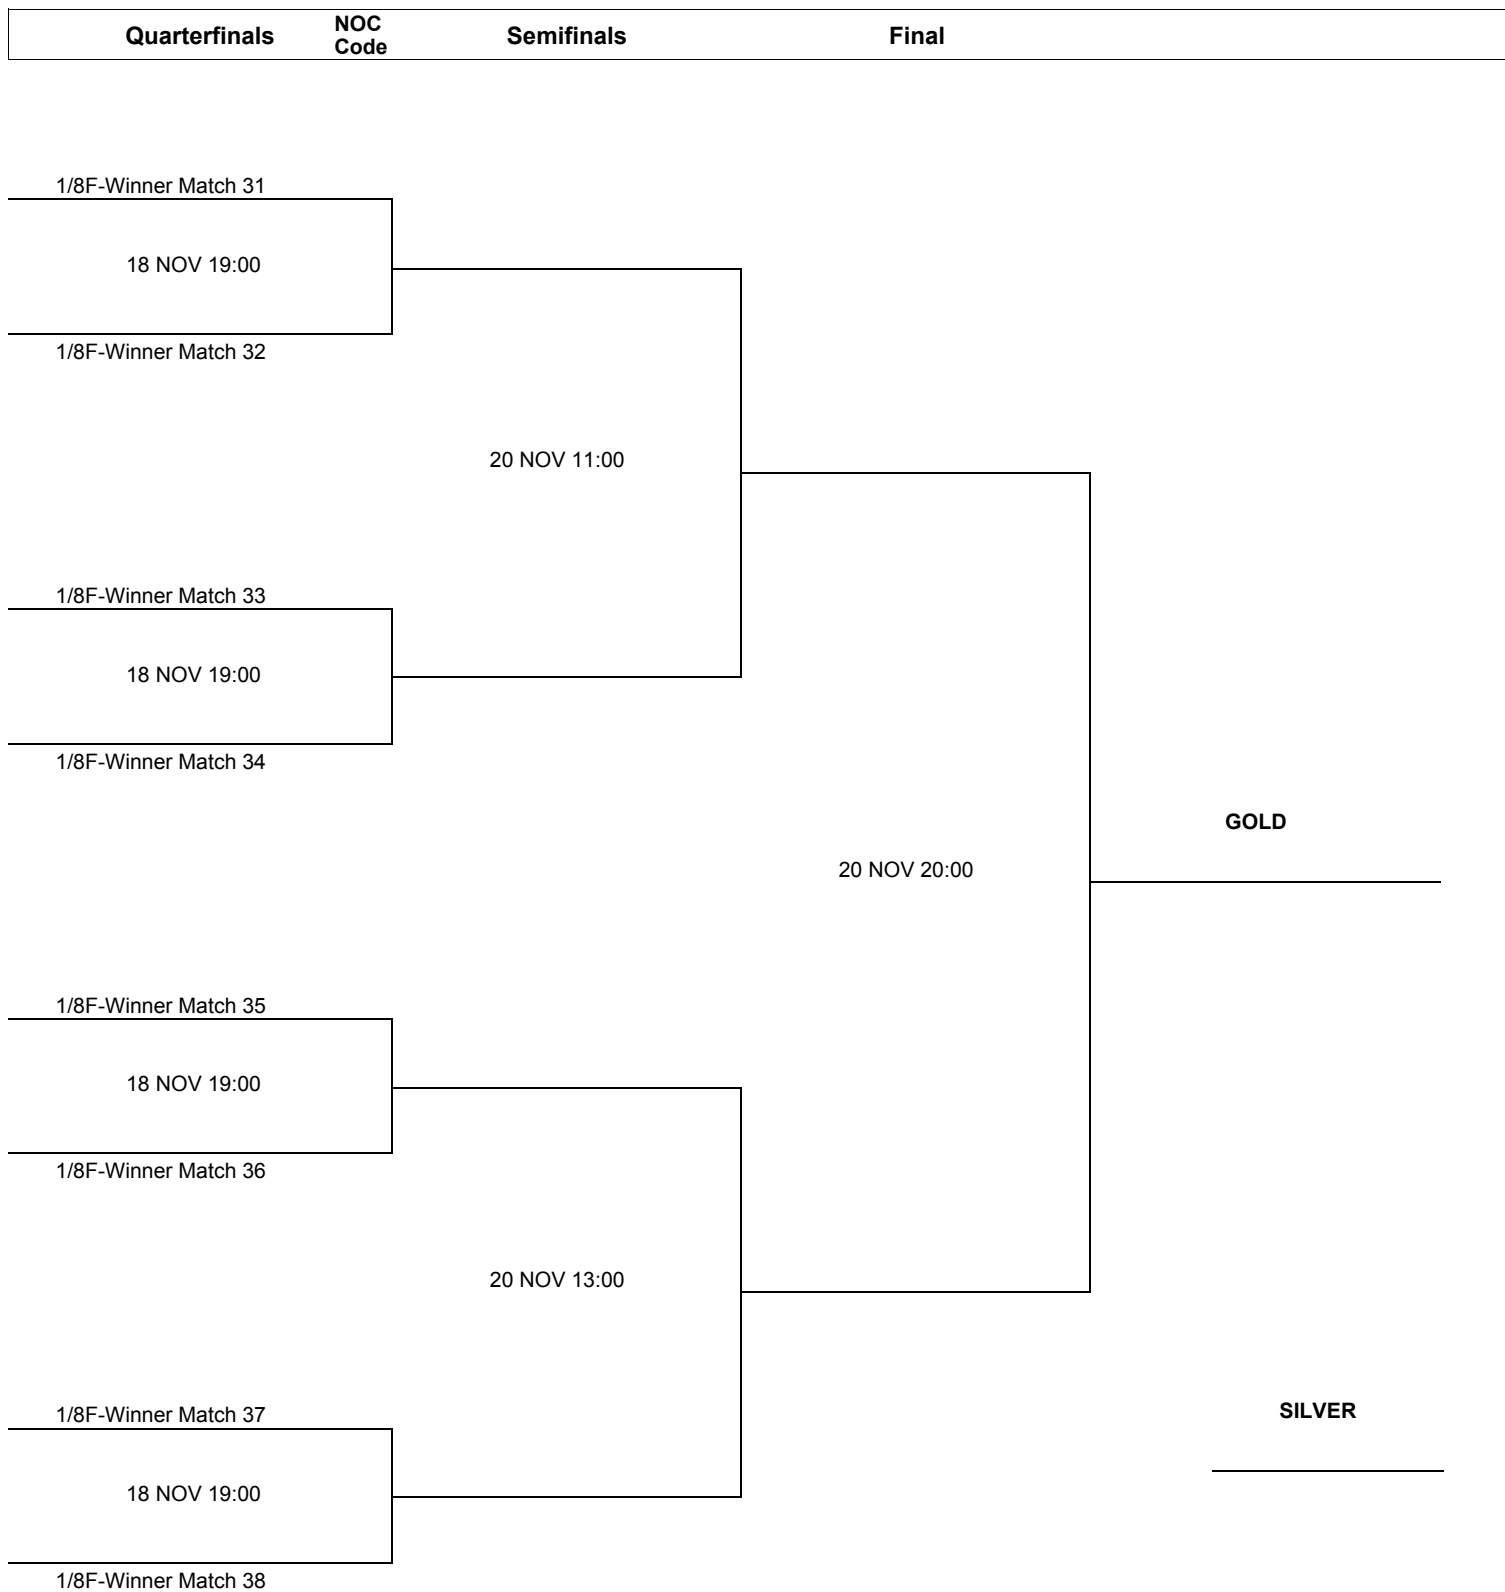 Quarterfinals NOC Code Semifinals Final
1/8F-Winner Match 31
18 NOV 19:00
1/8F-Winner Match 32
20 NOV 11:00
1/8F-Winner Match 33
18 NOV 19:00
1/8F-Winner Match 34
GOLD
20 NOV 20:00
1/8F-Winner Match 35
18 NOV 19:00
1/8F-Winner Match 36
20 NOV 13:00
1/8F-Winner Match 37
SILVER
18 NOV 19:00
1/8F-Winner Match 38